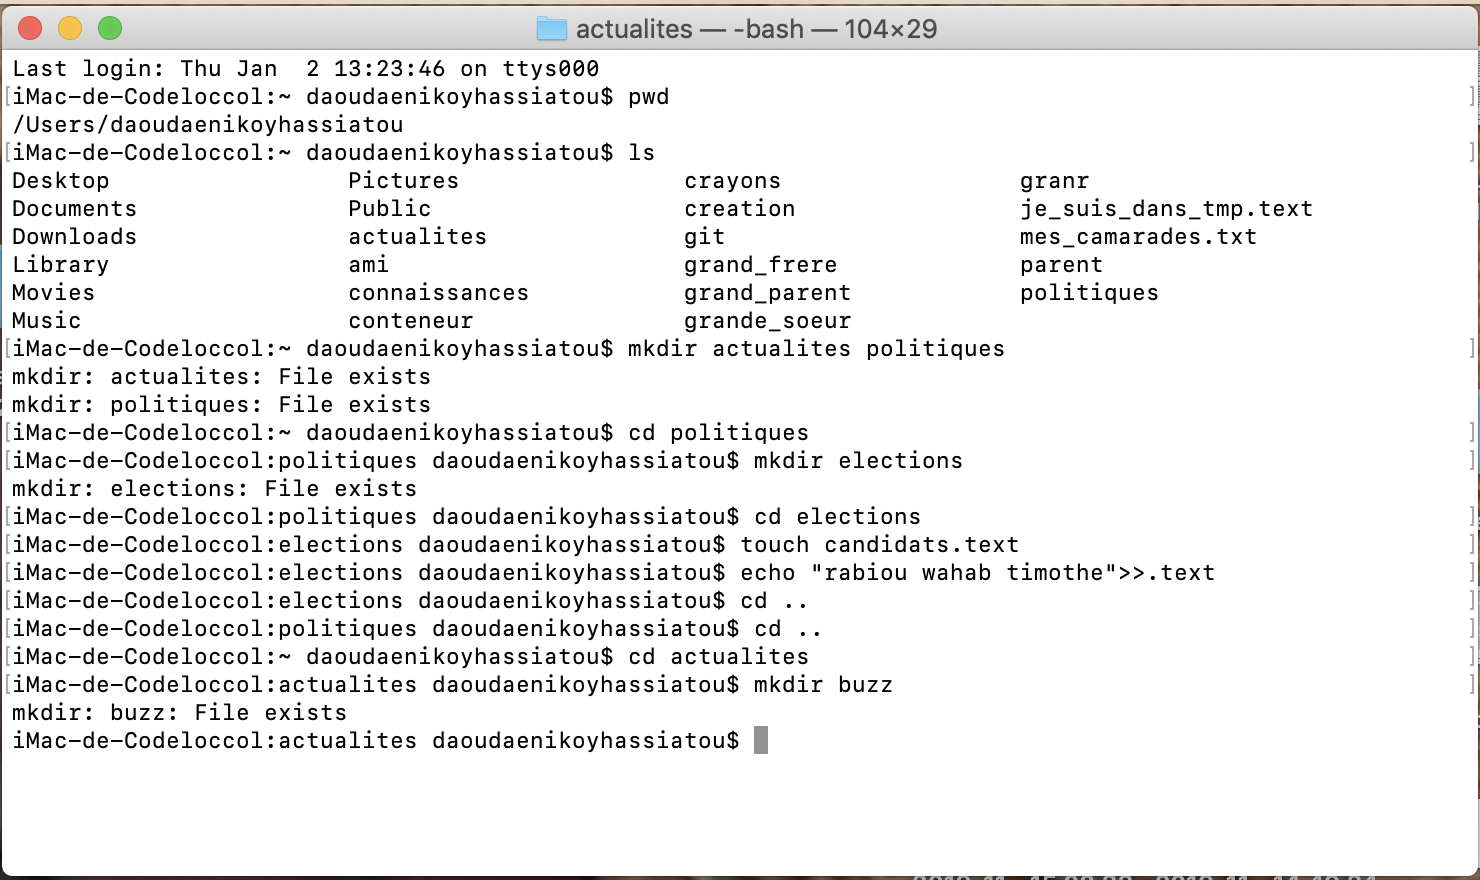 actualites — -bash — 104×29
Last login: Thu Jan  2 13:23:46 on ttys000
[iMac-de-Codeloccol:~ daoudaenikoyhassiatou$ pwd ]
/Users/daoudaenikoyhassiatou
[iMac-de-Codeloccol:~ daoudaenikoyhassiatou$ ls ]
Desktop Pictures crayons granr
Documents Public creation je_suis_dans_tmp.text
Downloads actualites git mes_camarades.txt
Library ami grand_frere parent
Movies connaissances grand_parent politiques
Music conteneur grande_soeur
[iMac-de-Codeloccol:~ daoudaenikoyhassiatou$ mkdir actualites politiques ]
mkdir: actualites: File exists
mkdir: politiques: File exists
[iMac-de-Codeloccol:~ daoudaenikoyhassiatou$ cd politiques ]
[iMac-de-Codeloccol:politiques daoudaenikoyhassiatou$ mkdir elections ]
mkdir: elections: File exists
[iMac-de-Codeloccol:politiques daoudaenikoyhassiatou$ cd elections ]
[iMac-de-Codeloccol:elections daoudaenikoyhassiatou$ touch candidats.text ]
[iMac-de-Codeloccol:elections daoudaenikoyhassiatou$ echo "rabiou wahab timothe">>.text ]
[iMac-de-Codeloccol:elections daoudaenikoyhassiatou$ cd .. ]
[iMac-de-Codeloccol:politiques daoudaenikoyhassiatou$ cd .. ]
[iMac-de-Codeloccol:~ daoudaenikoyhassiatou$ cd actualites ]
[iMac-de-Codeloccol:actualites daoudaenikoyhassiatou$ mkdir buzz ]
mkdir: buzz: File exists
iMac-de-Codeloccol:actualites daoudaenikoyhassiatou$